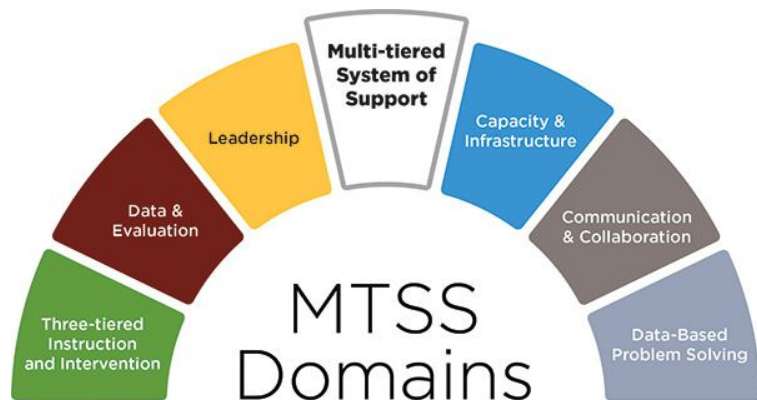 Multi-tiered
System of
Support
Leadership
Capacity &
Infrastructure
Data &
Evaluation
Communication
& Collaboration
Three-tiered
Instruction
and Intervention
Data-Based
Problem Solving
MTSS
Domains